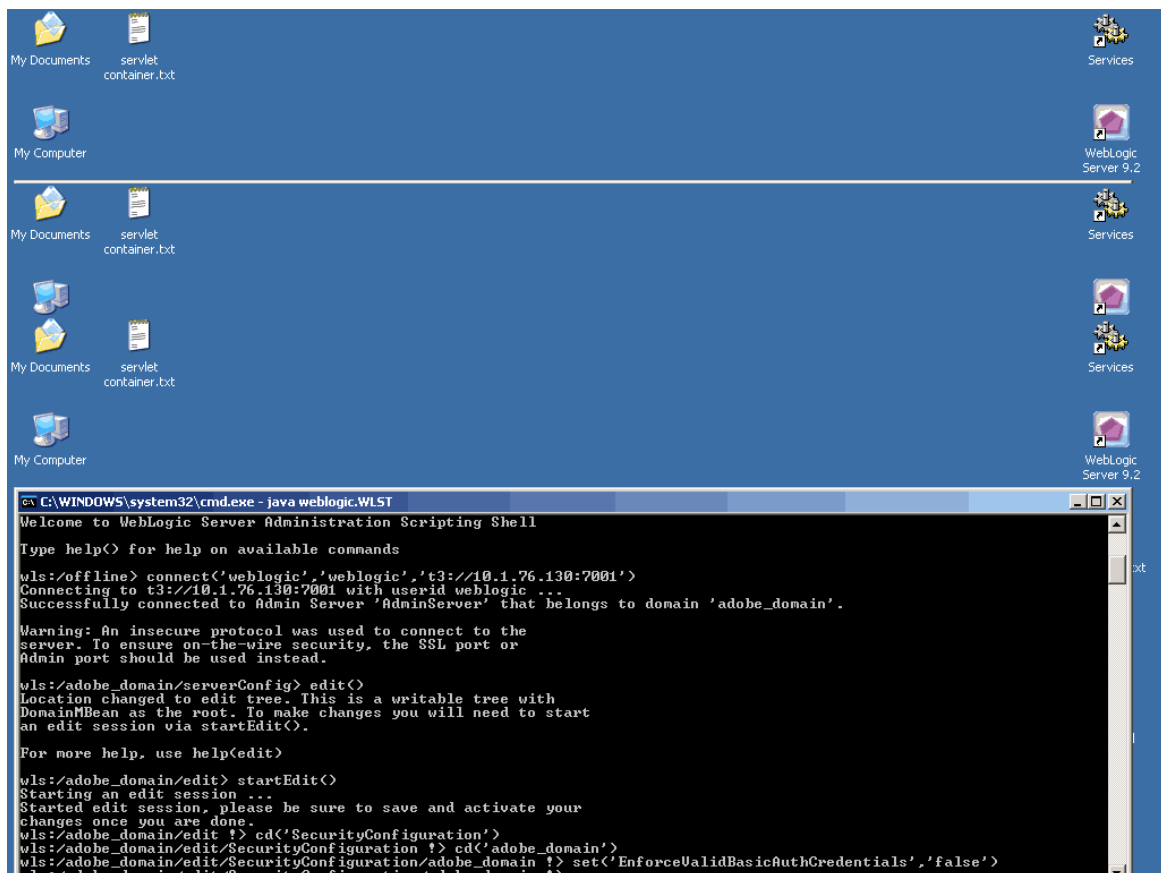 My Documents
servlet
container.txt
Services
My Computer
WebLogic
Server 9.2
My Documents
servlet
container.txt
Services
My Documents
servlet
container.txt
Services
My Computer
WebLogic
Server 9.2
C:\WINDOWS\system32\cmd.exe - java weblogic.WLST
Welcome to WebLogic Server Administration Scripting Shell
Type help() for help on available commands
wls:/offline> connect('weblogic','weblogic','t3://10.1.76.130:7001')
Connecting to t3://10.1.76.130:7001 with userid weblogic ...
Successfully connected to Admin Server 'AdminServer' that belongs to domain 'adobe_domain'.
Warning: An insecure protocol was used to connect to the
server. To ensure on-the-wire security, the SSL port or
Admin port should be used instead.
wls:/adobe_domain/serverConfig> edit()
Location changed to edit tree. This is a writable tree with
DomainMBean as the root. To make changes you will need to start
an edit session via startEdit().
For more help, use help(edit)
wls:/adobe_domain/edit> startEdit()
Starting an edit session ...
Started edit session, please be sure to save and activate your
changes once you are done.
wls:/adobe_domain/edit !> cd('SecurityConfiguration')
wls:/adobe_domain/edit/SecurityConfiguration !> cd('adobe_domain')
wls:/adobe_domain/edit/SecurityConfiguration/adobe_domain !> set('EnforceValidBasicAuthCredentials','false')